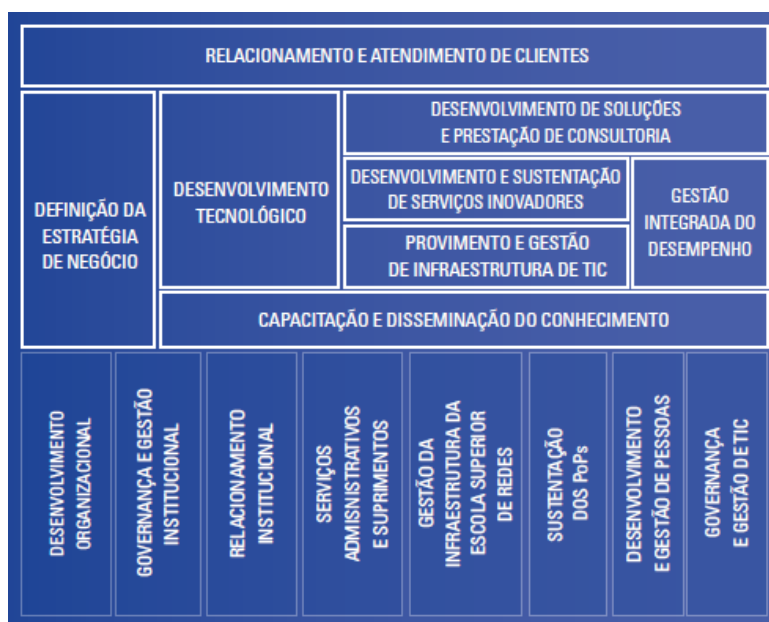 RELACIONAMENTO E ATENDIMENTO DE CLIENTES
DEFINIÇÃO DA
ESTRATÉGIA
DE NEGÓCIO
DESENVOLVIMENTO
TECNOLÓGICO
DESENVOLVIMENTO DE SOLUÇÕES
E PRESTAÇÃO DE CONSULTORIA
DESENVOLVIMENTO E SUSTENTAÇÃO
DE SERVIÇOS INOVADORES
PROVIMENTO E GESTÃO
DE INFRAESTRUTURA DE TIC
GESTÃO
INTEGRADA DO
DESEMPENHO
CAPACITAÇÃO E DISSEMINAÇÃO DO CONHECIMENTO
DESENVOLVIMENTO
ORGANIZACIONAL
GOVERNANÇA E GESTÃO
INSTITUCIONAL
RELACIONAMENTO
INSTITUCIONAL
SERVIÇOS
ADMISNISTRATIVOS
E SUPRIMENTOS
GESTÃO DA
INFRAESTRUTURA DA
ESCOLA SUPERIOR
DE REDES
SUSTENTAÇÃO
DOS PoPs
DESENVOLVIMENTO
E GESTÃO DE PESSOAS
GOVERNANÇA
E GESTÃO DE TIC